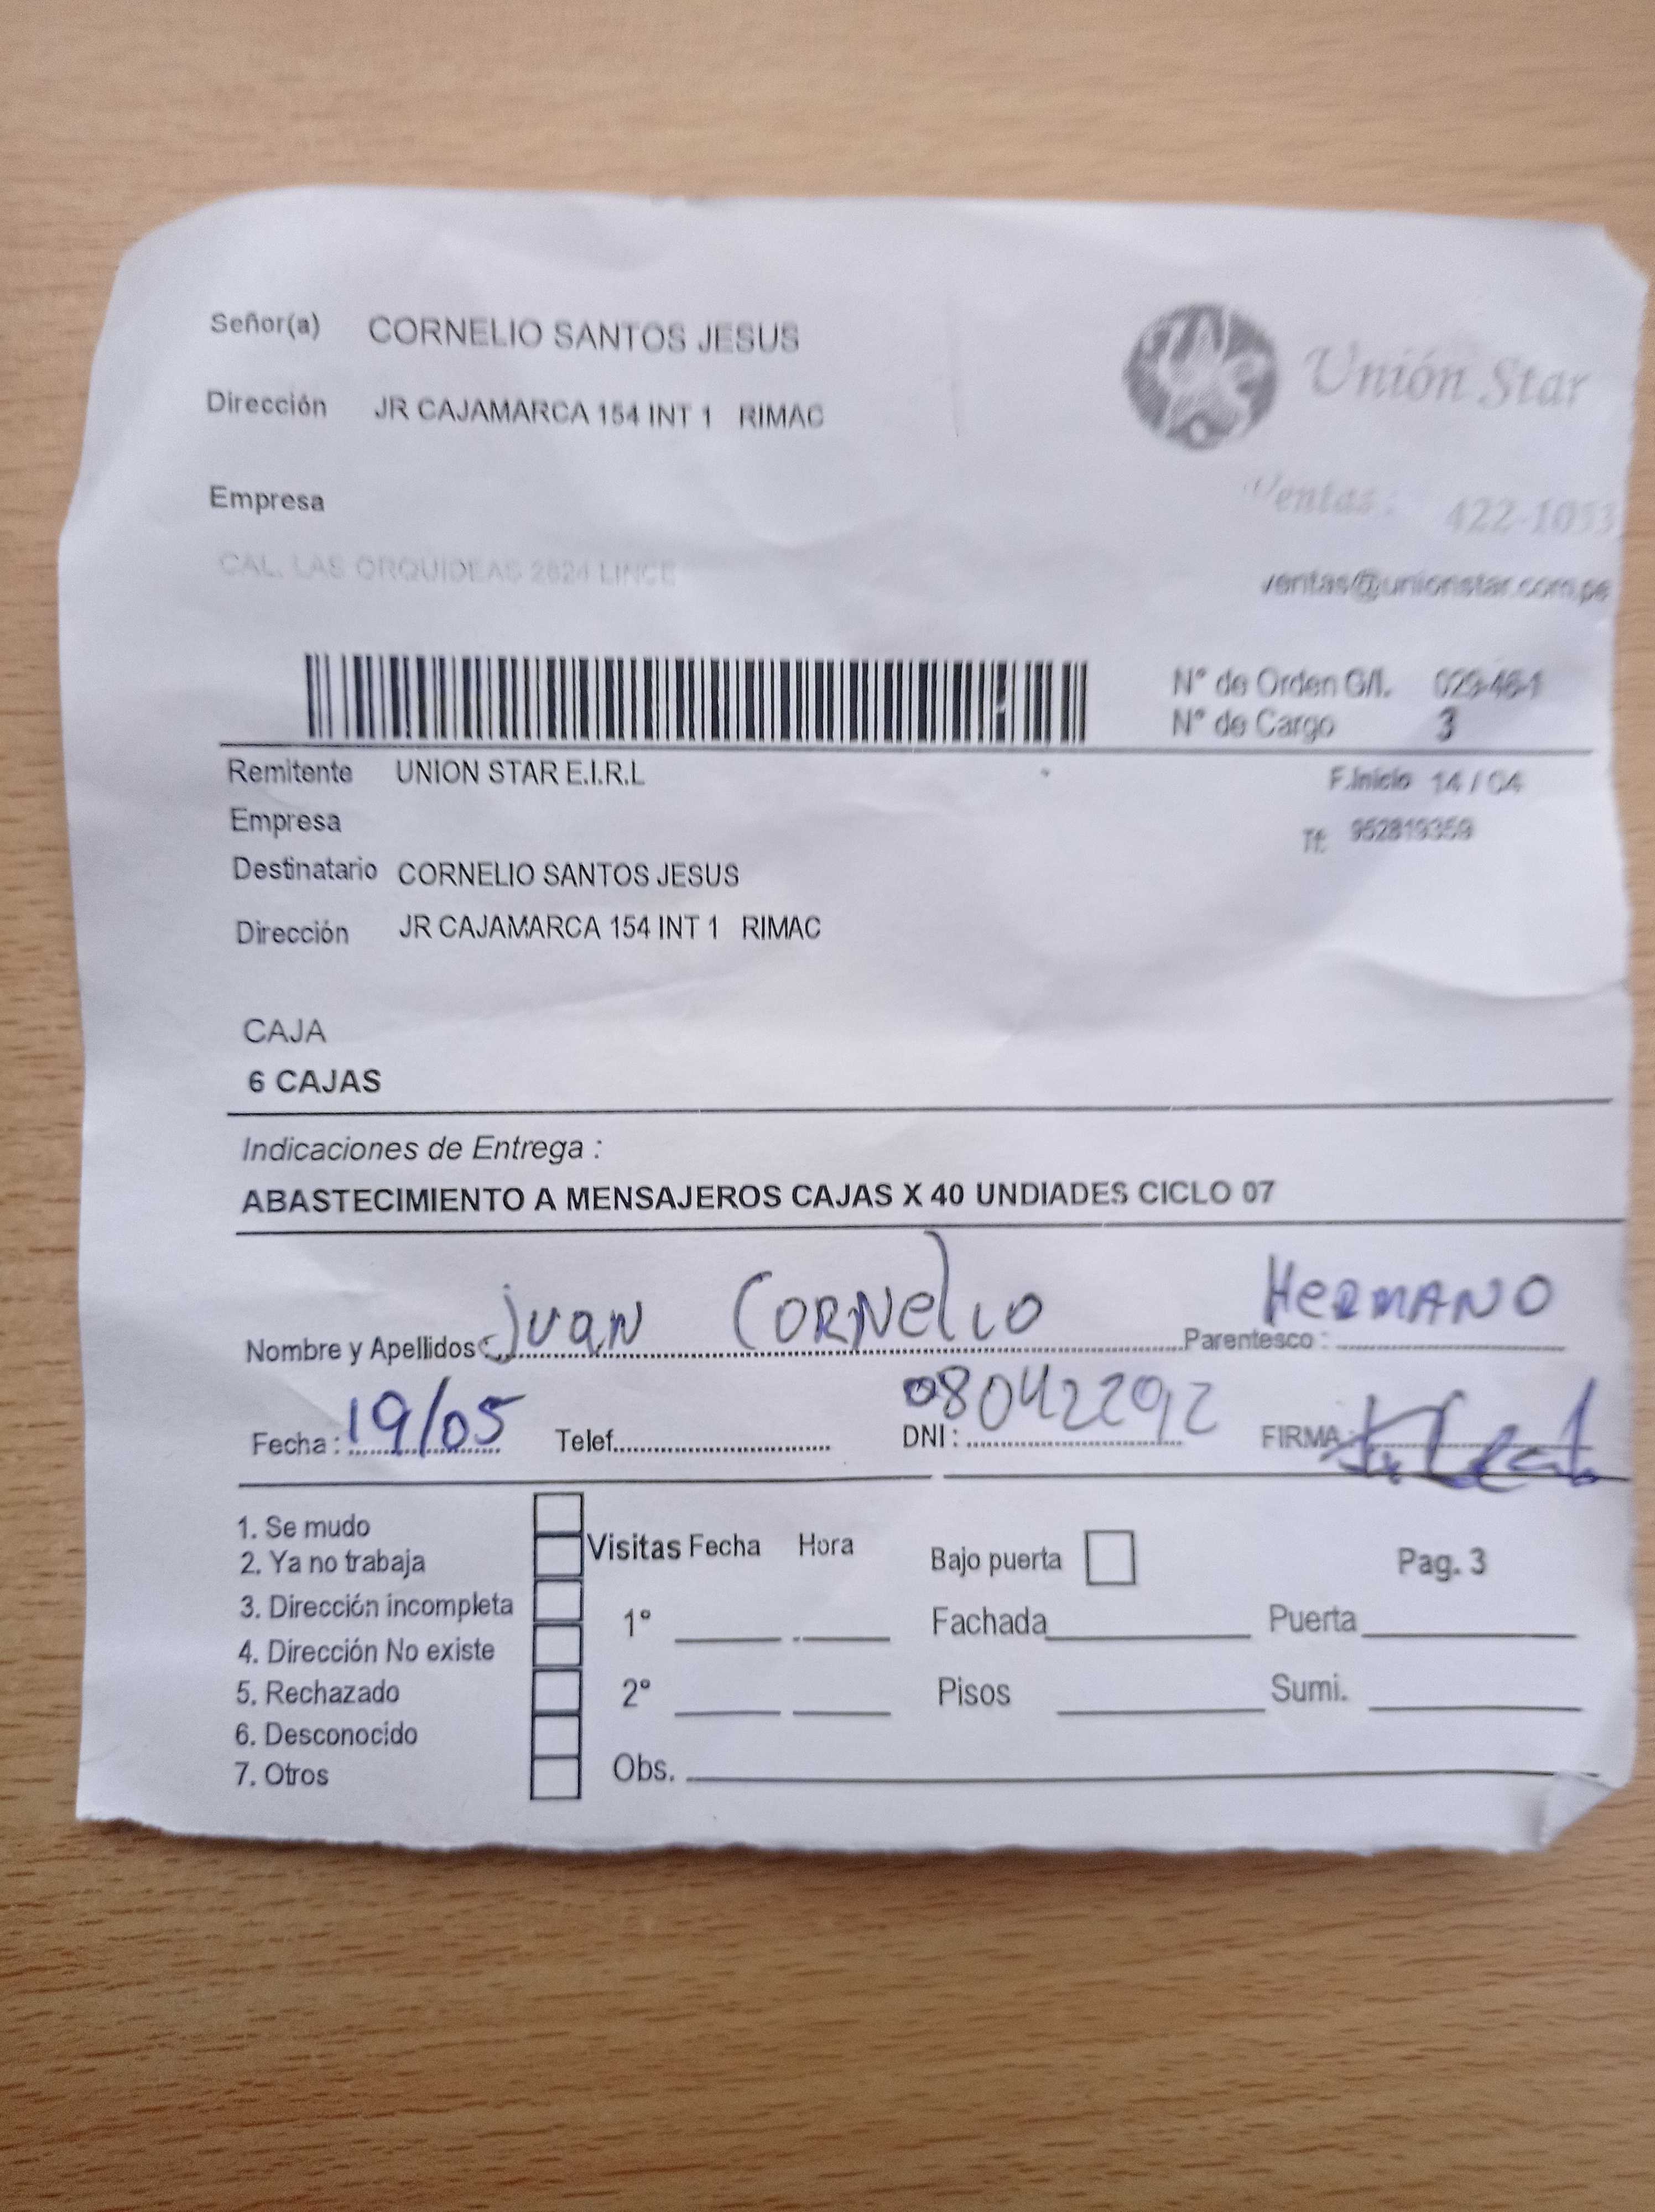 Señor(a) CORNELIO SANTOS JESUS
Dirección JR CAJAMARCA 154 INT 1 RIMAC
Unión Star
Empresa
Ventas: 422-1053
CAL. LAS ORQUIDEAS 2624 LINCE
ventas@unionstar.com.pe
N° de Orden G/I. 029-46-1
N° de Cargo 3
Remitente UNION STAR E.I.R.L
F.Inicio 14 / 04
Empresa
Tf: 952819359
Destinatario CORNELIO SANTOS JESUS
Dirección JR CAJAMARCA 154 INT 1 RIMAC
CAJA
6 CAJAS
Indicaciones de Entrega :
ABASTECIMIENTO A MENSAJEROS CAJAS X 40 UNDIADES CICLO 07
Nombre y Apellidos: juan CORNelio Parentesco : HeRMANO
Fecha : 19/05 Telef. DNI : 08042292 FIRMA :
1. Se mudo
2. Ya no trabaja
3. Dirección incompleta
4. Dirección No existe
5. Rechazado
6. Desconocido
7. Otros
Visitas Fecha Hora
1°
2°
Obs.
Bajo puerta
Pag. 3
Fachada Puerta
Pisos Sumi.